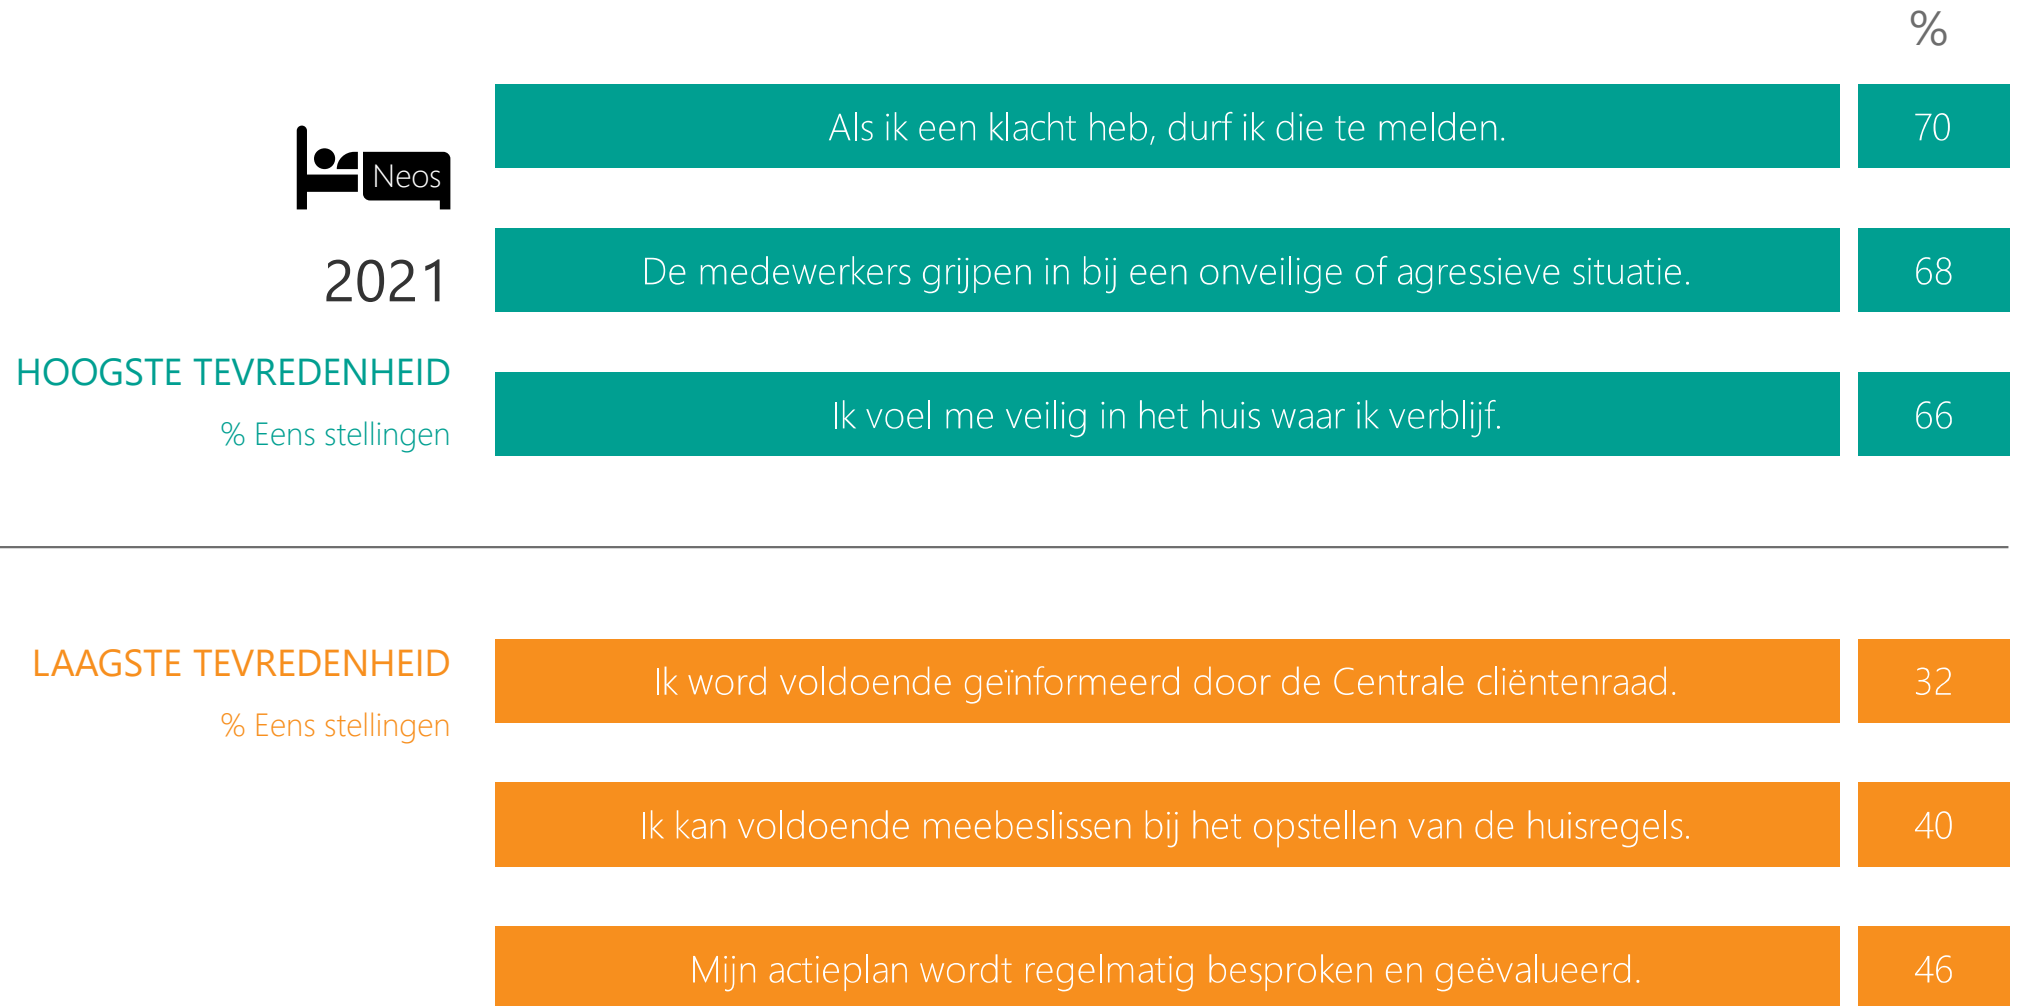 %
Als ik een klacht heb, durf ik die te melden.
70
Neos
2021
De medewerkers grijpen in bij een onveilige of agressieve situatie.
68
HOOGSTE TEVREDENHEID
% Eens stellingen
Ik voel me veilig in het huis waar ik verblijf.
66
LAAGSTE TEVREDENHEID
% Eens stellingen
Ik word voldoende geïnformeerd door de Centrale cliëntenraad.
32
Ik kan voldoende meebeslissen bij het opstellen van de huisregels.
40
Mijn actieplan wordt regelmatig besproken en geëvalueerd.
46